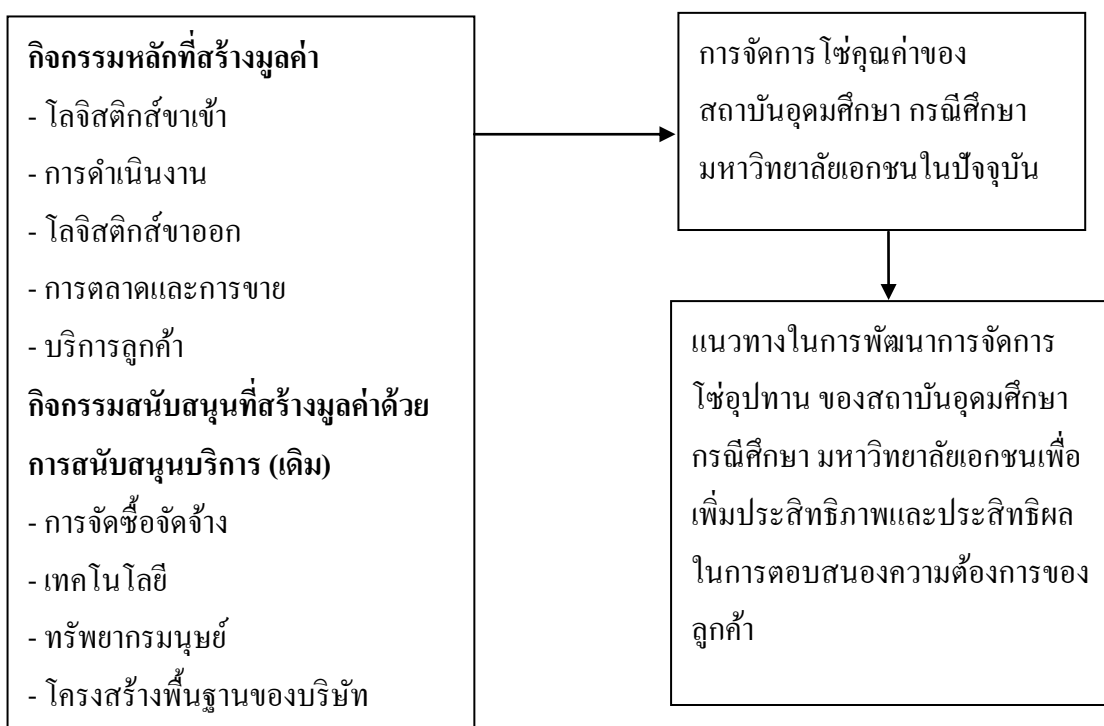 กิจกรรมหลักที่สร้างมูลค่า
- โลจิสติกส์ขาเข้า
- การดำเนินงาน
- โลจิสติกส์ขาออก
- การตลาดและการขาย
- บริการลูกค้า
กิจกรรมสนับสนุนที่สร้างมูลค่าด้วย
การสนับสนุนบริการ (เดิม)
- การจัดซื้อจัดจ้าง
- เทคโนโลยี
- ทรัพยากรมนุษย์
- โครงสร้างพื้นฐานของบริษัท
การจัดการโซ่คุณค่าของ
สถาบันอุดมศึกษา กรณีศึกษา
มหาวิทยาลัยเอกชนในปัจจุบัน
แนวทางในการพัฒนาการจัดการ
โซ่อุปทาน ของสถาบันอุดมศึกษา
กรณีศึกษา มหาวิทยาลัยเอกชนเพื่อ
เพิ่มประสิทธิภาพและประสิทธิผล
ในการตอบสนองความต้องการของ
ลูกค้า